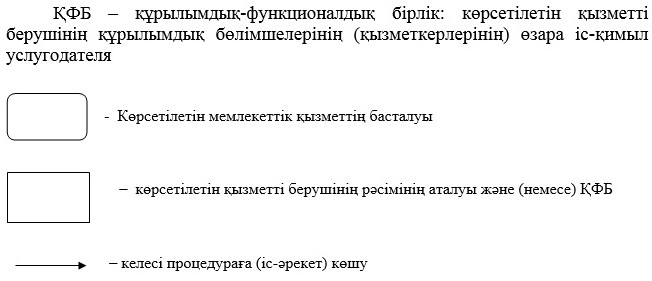 ҚФБ – құрылымдық-функционалдық бірлік: көрсетілетін қызметті
берушінің құрылымдық бөлімшелерінің (қызметкерлерінің) өзара іс-қимыл
услугодателя
- Көрсетілетін мемлекеттік қызметтің басталуы
– көрсетілетін қызметті берушінің рәсімінің аталуы және (немесе) ҚФБ
– келесі процедураға (іс-әрекет) көшу